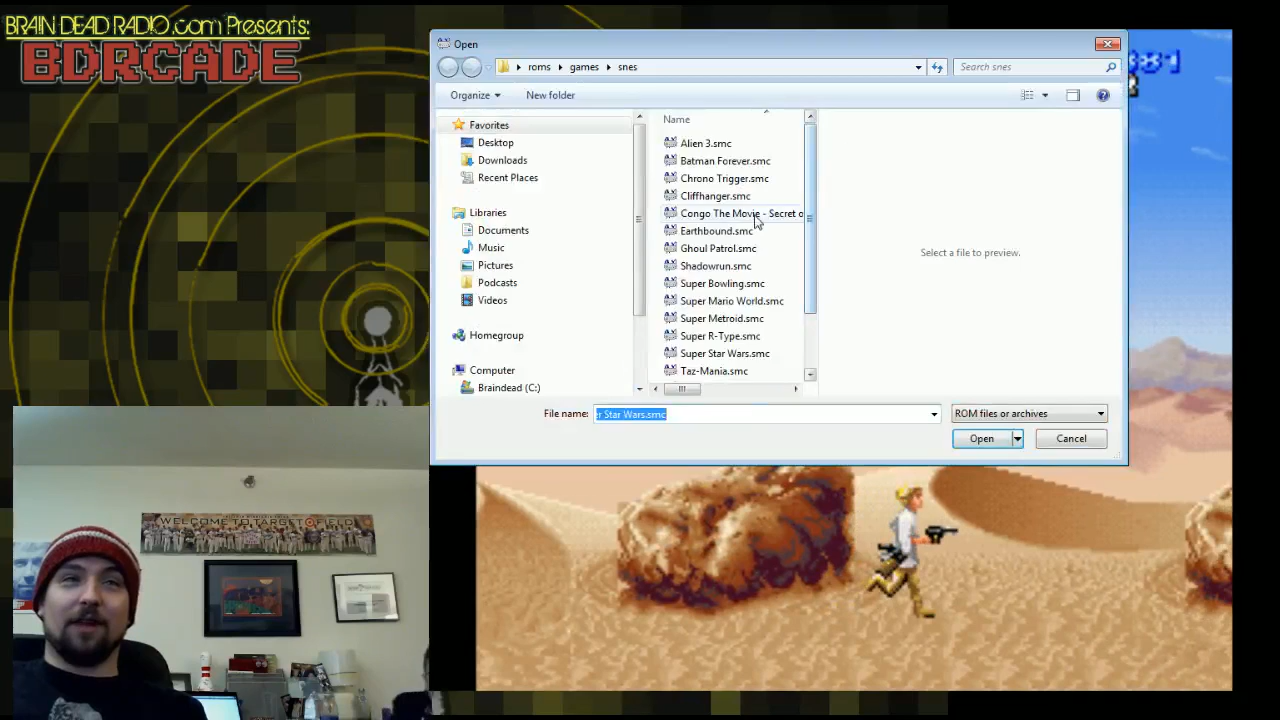 BRAIN DEAD RADIO.com Presents:
BDRCADE
Open
roms
games
snes
Search snes
Organize
New folder
Favorites
Desktop
Downloads
Recent Places
Libraries
Documents
Music
Pictures
Podcasts
Videos
Homegroup
Computer
Braindead (C:)
Name
Alien 3.smc
Batman Forever.smc
Chrono Trigger.smc
Cliffhanger.smc
Congo The Movie - Secret o
Earthbound.smc
Ghoul Patrol.smc
Shadowrun.smc
Super Bowling.smc
Super Mario World.smc
Super Metroid.smc
Super R-Type.smc
Super Star Wars.smc
Taz-Mania.smc
Select a file to preview.
File name:
r Star Wars.smc
ROM files or archives
Open
Cancel
WELCOME TO TARGET FIELD